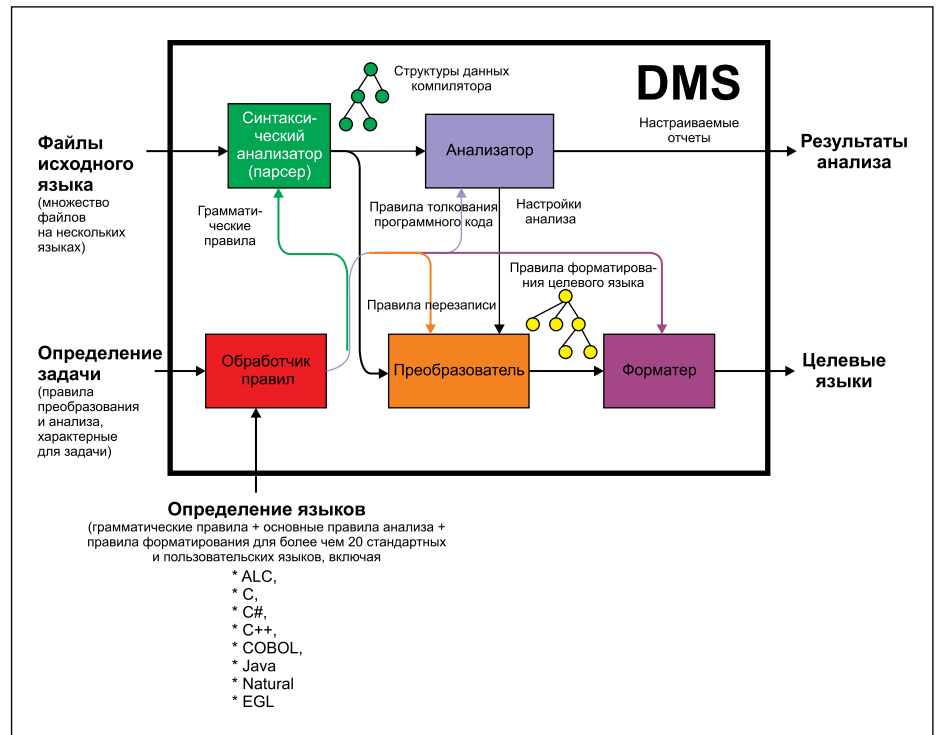 DMS
Структуры данных
компилятора
Настраиваемые
отчеты
Файлы
исходного
языка
(множество
файлов
на нескольких
языках)
Синтакси-
ческий
анализатор
(парсер)
Анализатор
Результаты
анализа
Граммати-
ческие
правила
Правила толкования
программного кода
Настройки
анализа
Правила форматирова-
ния целевого языка
Правила перезаписи
Определение
задачи
(правила
преобразования
и анализа,
характерные
для задачи)
Обработчик
правил
Преобразователь
Форматер
Целевые
языки
Определение языков
(грамматические правила + основные правила анализа +
правила форматирования для более чем 20 стандартных
и пользовательских языков, включая
* ALC,
* C,
* C#,
* C++,
* COBOL,
* Java
* Natural
* EGL